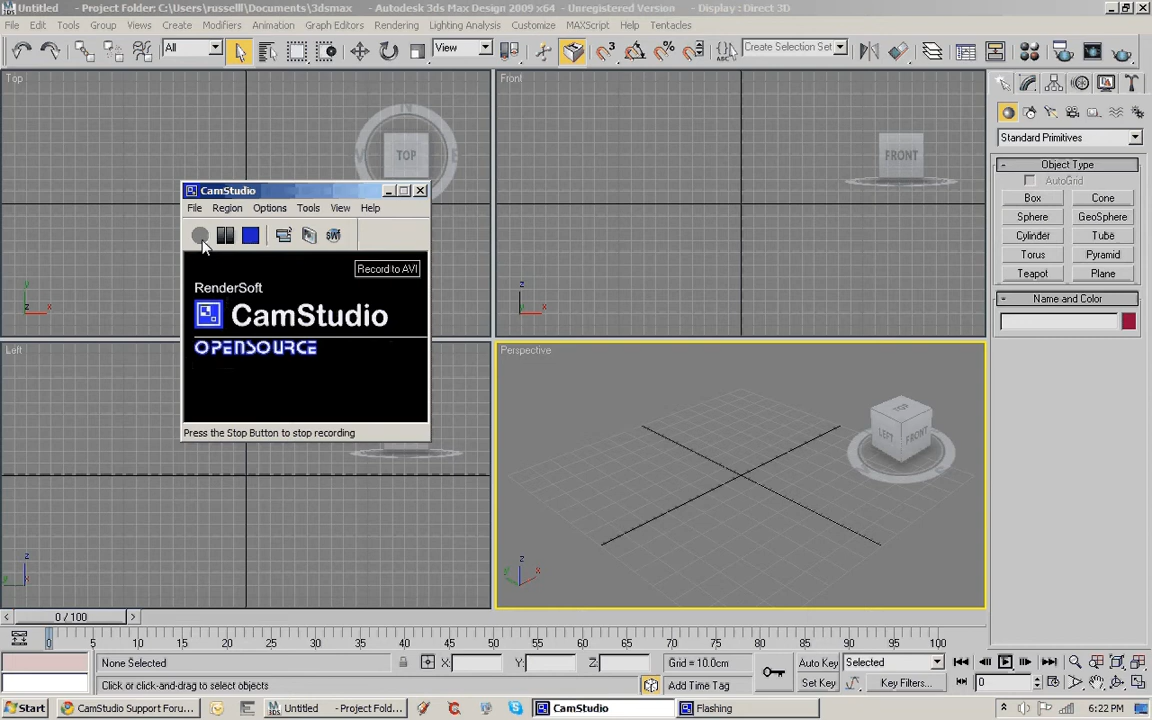 Untitled - Project Folder: C:\Users\russelll\Documents\3dsmax - Autodesk 3ds Max Design 2009 x64 - Unregistered Version - Display : Direct 3D
File Edit Tools Group Views Create Modifiers Animation Graph Editors Rendering Lighting Analysis Customize MAXScript Help Tentacles
All View Create Selection Set
Top
TOP
Front
FRONT
Standard Primitives
- Object Type
AutoGrid
Box Cone
Sphere GeoSphere
Cylinder Tube
Torus Pyramid
Teapot Plane
- Name and Color
CamStudio
File Region Options Tools View Help
SWF
Record to AVI
RenderSoft
CamStudio
OPENSOURCE
Press the Stop Button to stop recording
Left
Perspective
TOP
LEFT FRONT
< 0 / 100 >
0 5 10 15 20 25 30 35 40 45 50 55 60 65 70 75 80 85 90 95 100
None Selected X: Y: Z: Grid = 10.0cm Auto Key Selected
Click or click-and-drag to select objects Add Time Tag Set Key Key Filters... 0
Start CamStudio Support Foru... Untitled - Project Fold... CamStudio Flashing 6:22 PM